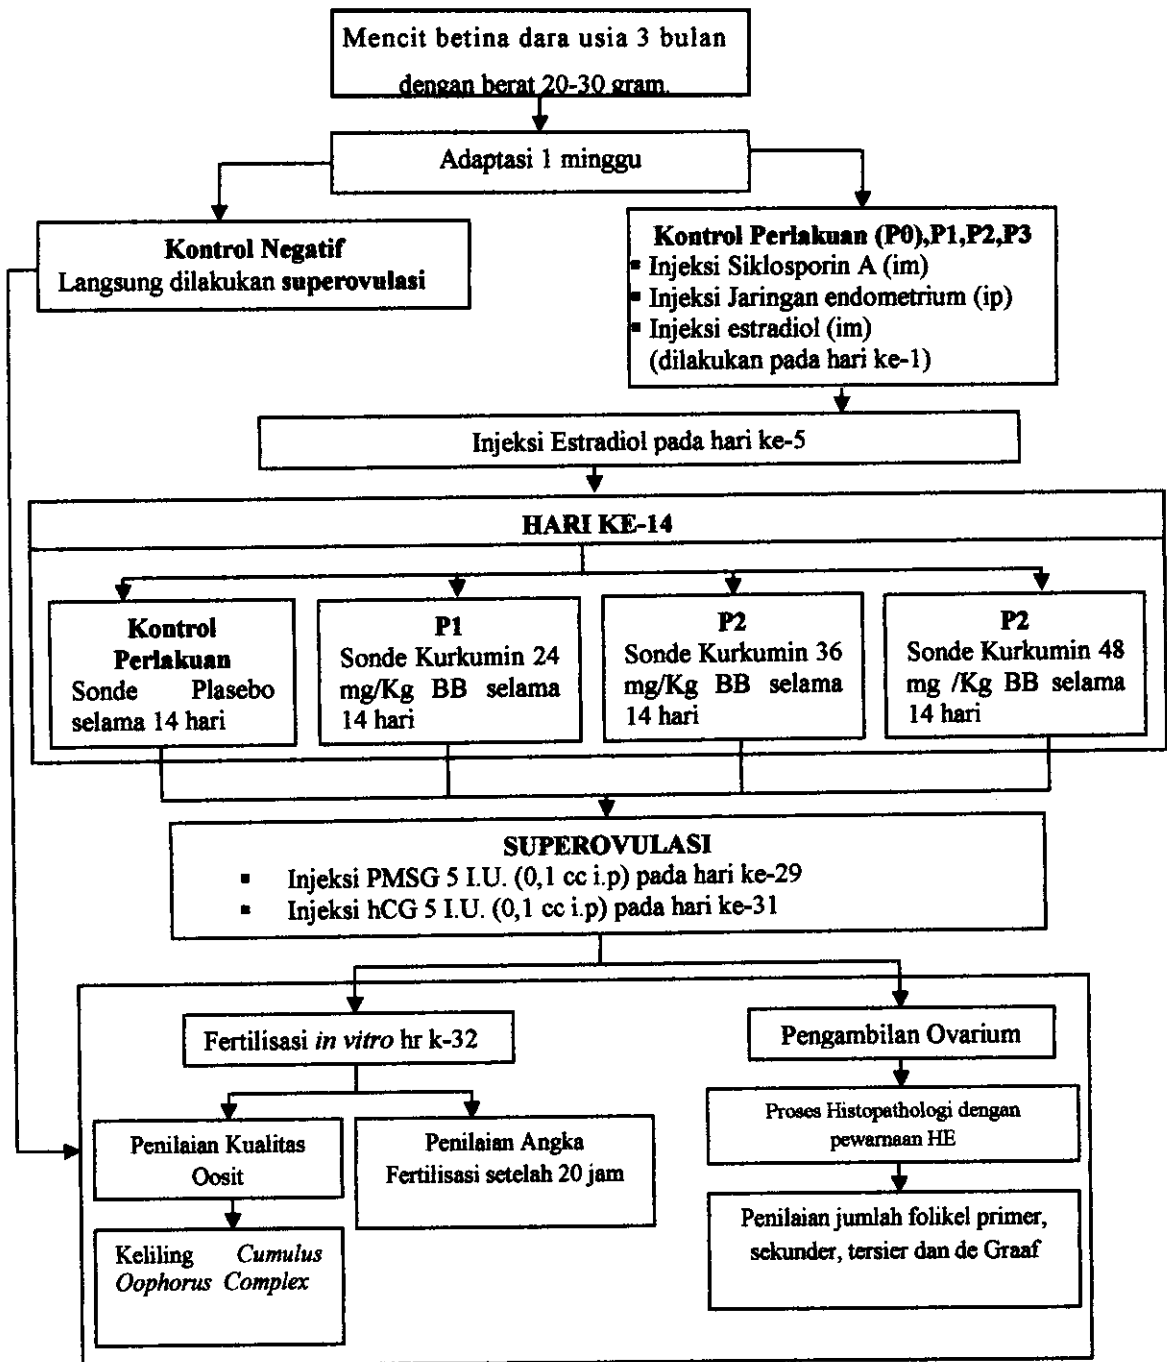 Mencit betina dara usia 3 bulan
dengan berat 20-30 gram.
Adaptasi 1 minggu
Kontrol Negatif
Langsung dilakukan superovulasi
Kontrol Perlakuan (P0),P1,P2,P3
▪ Injeksi Siklosporin A (im)
▪ Injeksi Jaringan endometrium (ip)
▪ Injeksi estradiol (im)
(dilakukan pada hari ke-1)
Injeksi Estradiol pada hari ke-5
HARI KE-14
Kontrol
Perlakuan
Sonde Plasebo
selama 14 hari
P1
Sonde Kurkumin 24
mg/Kg BB selama
14 hari
P2
Sonde Kurkumin 36
mg/Kg BB selama
14 hari
P2
Sonde Kurkumin 48
mg /Kg BB selama
14 hari
SUPEROVULASI
▪ Injeksi PMSG 5 I.U. (0,1 cc i.p) pada hari ke-29
▪ Injeksi hCG 5 I.U. (0,1 cc i.p) pada hari ke-31
Fertilisasi in vitro hr k-32
Penilaian Kualitas
Oosit
Keliling Cumulus
Oophorus Complex
Penilaian Angka
Fertilisasi setelah 20 jam
Pengambilan Ovarium
Proses Histopathologi dengan
pewarnaan HE
Penilaian jumlah folikel primer,
sekunder, tersier dan de Graaf